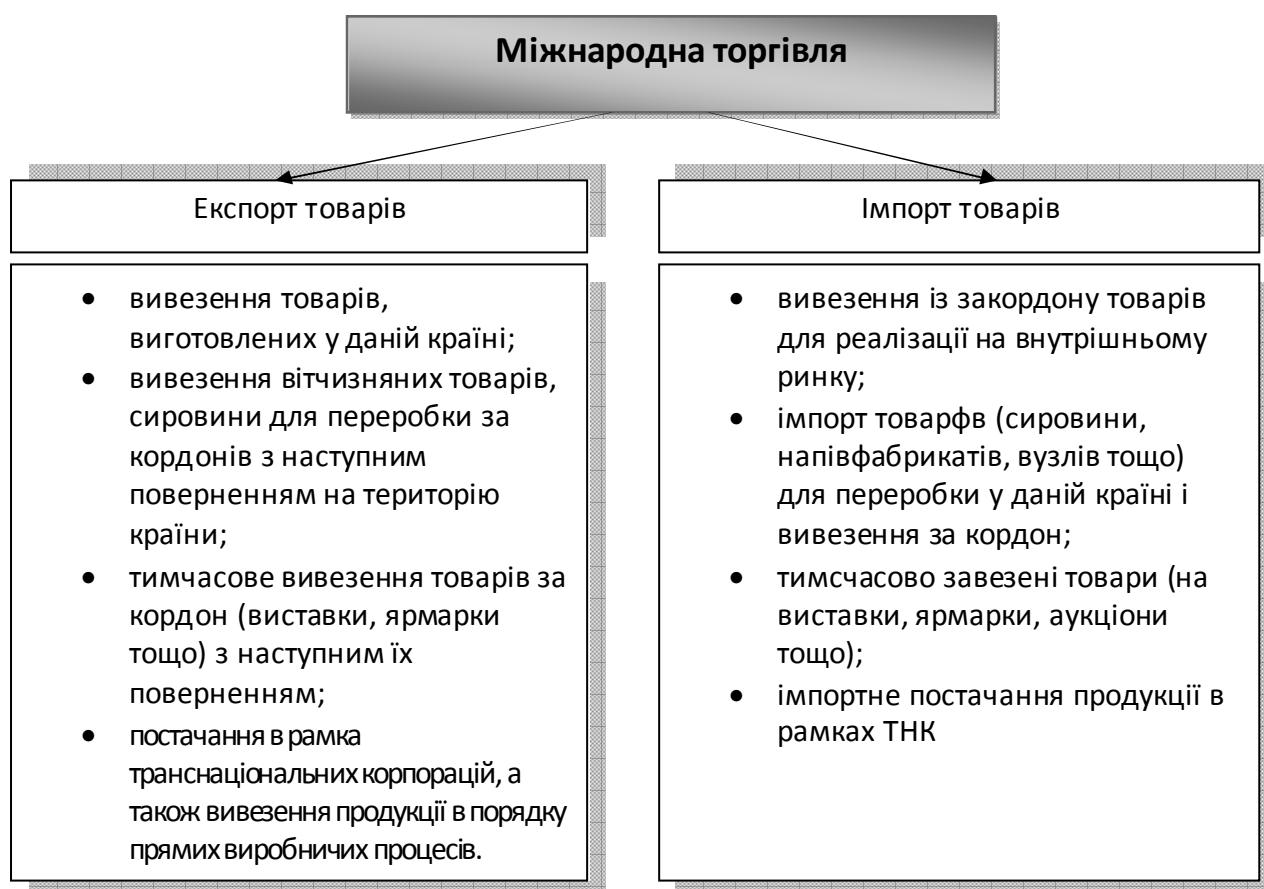 Міжнародна торгівля
Експорт товарів
• вивезення товарів,
виготовлених у даній країні;
• вивезення вітчизняних товарів,
сировини для переробки за
кордонів з наступним
поверненням на територію
країни;
• тимчасове вивезення товарів за
кордон (виставки, ярмарки
тощо) з наступним їх
поверненням;
• постачання в рамка
транснаціональних корпорацій, а
також вивезення продукції в порядку
прямих виробничих процесів.
Імпорт товарів
• вивезення із закордону товарів
для реалізації на внутрішньому
ринку;
• імпорт товарфв (сировини,
напівфабрикатів, вузлів тощо)
для переробки у даній країні і
вивезення за кордон;
• тимсчасово завезені товари (на
виставки, ярмарки, аукціони
тощо);
• імпортне постачання продукції в
рамках ТНК